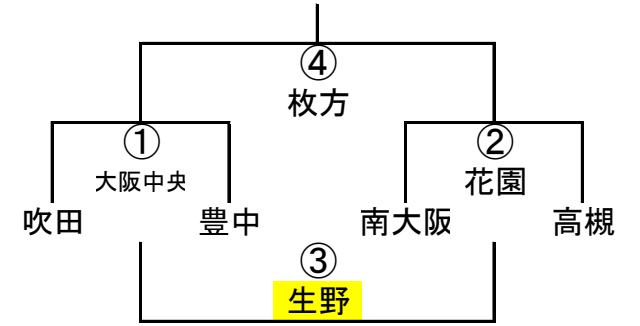 ④
枚方
① ②
大阪中央 花園
吹田 豊中 南大阪 高槻
③
生野